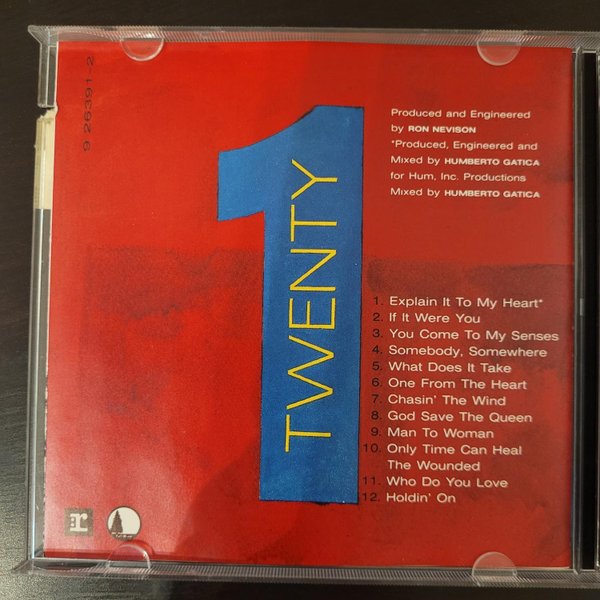 9 26391-2
1
TWENTY
Produced and Engineered
by RON NEVISON
*Produced, Engineered and
Mixed by HUMBERTO GATICA
for Hum, Inc. Productions
Mixed by HUMBERTO GATICA
1. Explain It To My Heart*
2. If It Were You
3. You Come To My Senses
4. Somebody, Somewhere
5. What Does It Take
6. One From The Heart
7. Chasin' The Wind
8. God Save The Queen
9. Man To Woman
10. Only Time Can Heal
The Wounded
11. Who Do You Love
12. Holdin' On
r